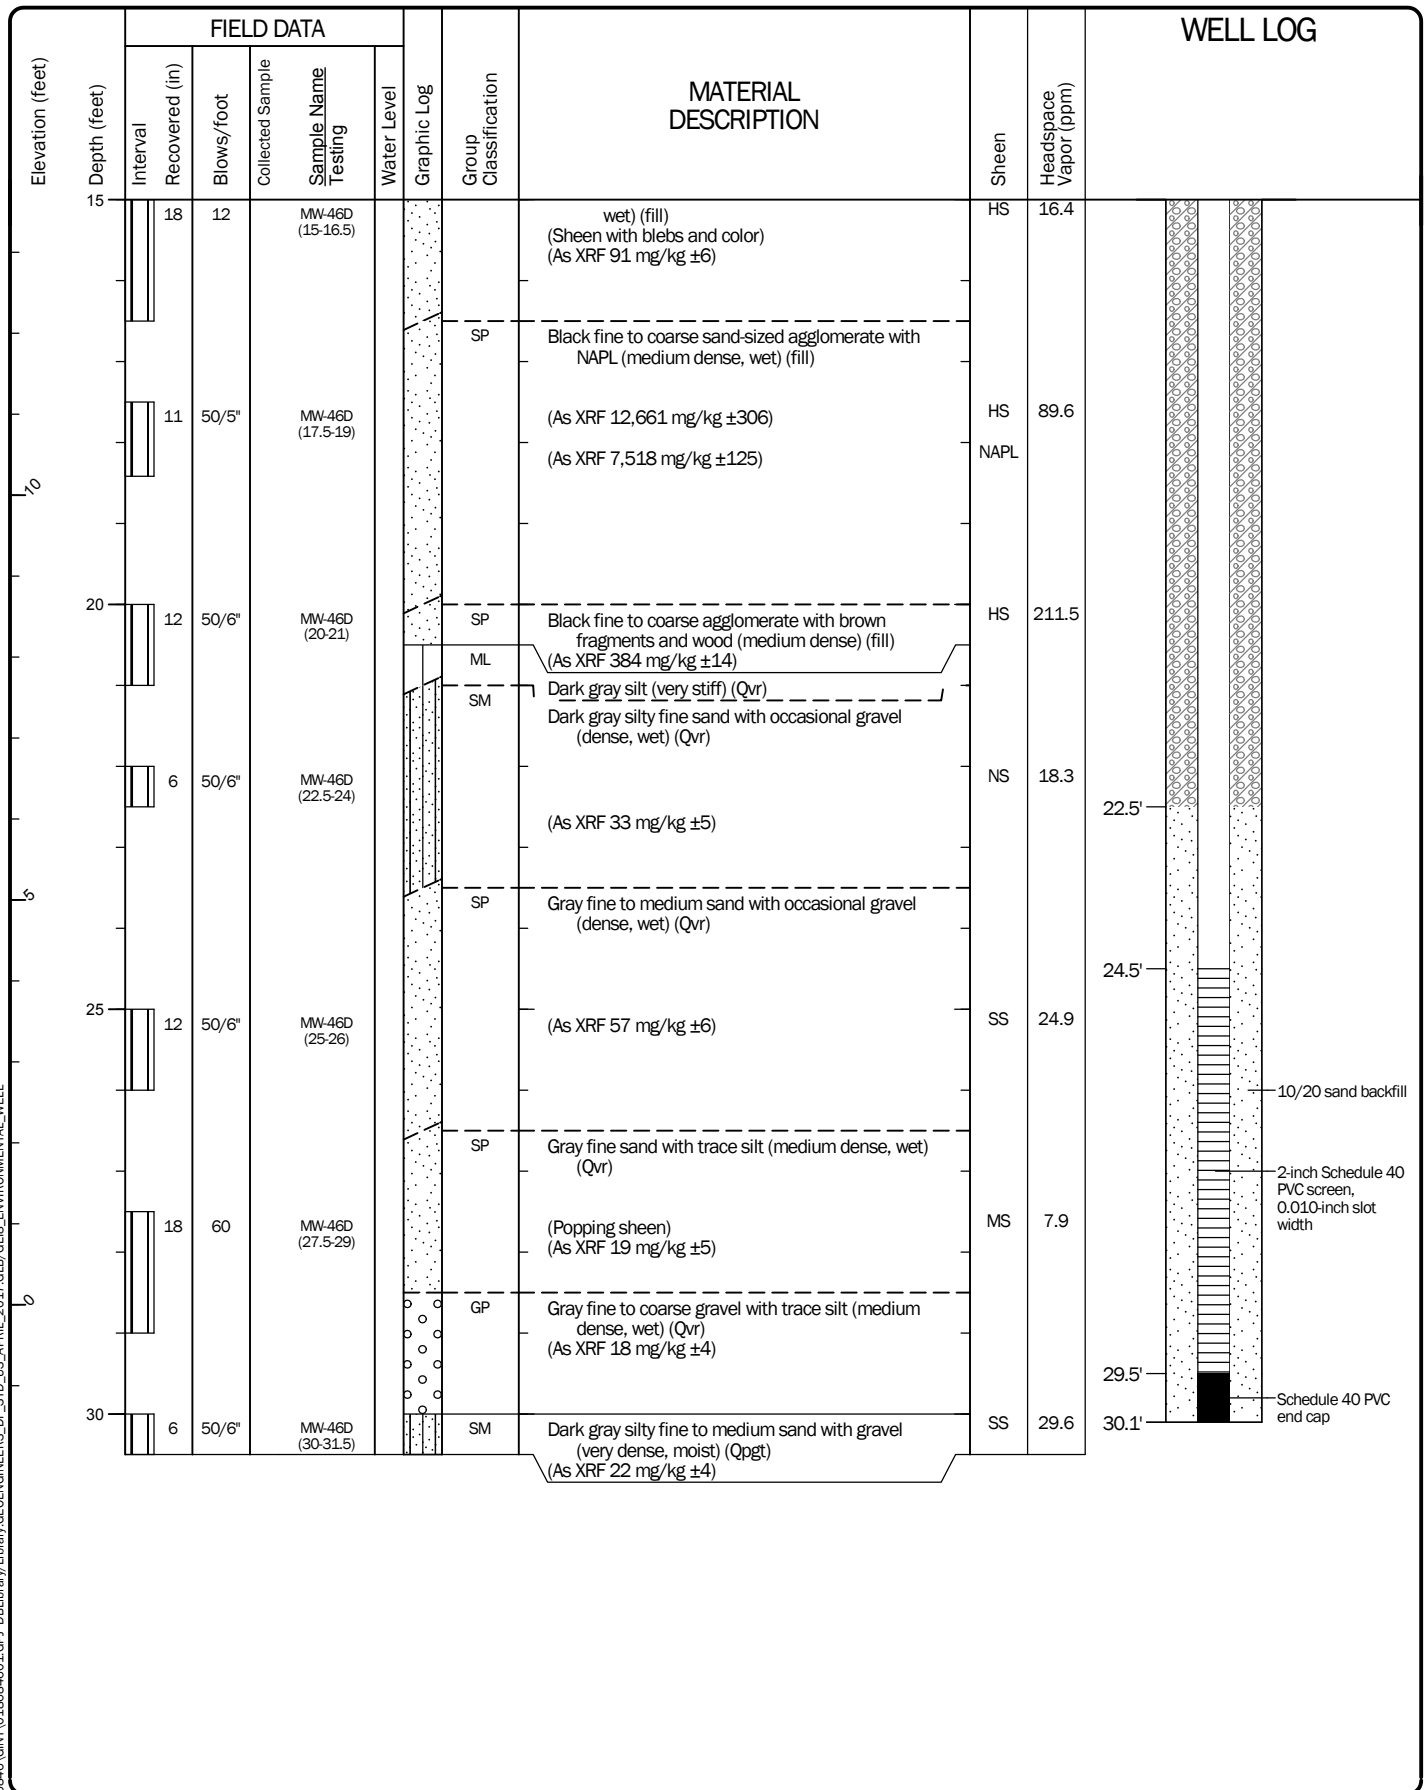 FIELD DATA
WELL LOG
Elevation (feet)
Depth (feet)
Interval
Recovered (in)
Blows/foot
Collected Sample
Sample Name
Testing
Water Level
Graphic Log
Group
Classification
MATERIAL
DESCRIPTION
Sheen
Headspace
Vapor (ppm)
15
18
12
MW-46D
(15-16.5)
wet) (fill)
(Sheen with blebs and color)
(As XRF 91 mg/kg ±6)
HS
16.4
SP
Black fine to coarse sand-sized agglomerate with
NAPL (medium dense, wet) (fill)
11
50/5"
MW-46D
(17.5-19)
(As XRF 12,661 mg/kg ±306)
(As XRF 7,518 mg/kg ±125)
HS
89.6
NAPL
10
20
12
50/6"
MW-46D
(20-21)
SP
Black fine to coarse agglomerate with brown
fragments and wood (medium dense) (fill)
(As XRF 384 mg/kg ±14)
HS
211.5
ML
Dark gray silt (very stiff) (Qvr)
SM
Dark gray silty fine sand with occasional gravel
(dense, wet) (Qvr)
6
50/6"
MW-46D
(22.5-24)
NS
18.3
22.5'
(As XRF 33 mg/kg ±5)
5
SP
Gray fine to medium sand with occasional gravel
(dense, wet) (Qvr)
24.5'
25
12
50/6"
MW-46D
(25-26)
(As XRF 57 mg/kg ±6)
SS
24.9
10/20 sand backfill
SP
Gray fine sand with trace silt (medium dense, wet)
(Qvr)
2-inch Schedule 40
PVC screen,
0.010-inch slot
width
18
60
MW-46D
(27.5-29)
(Popping sheen)
(As XRF 19 mg/kg ±5)
MS
7.9
0
GP
Gray fine to coarse gravel with trace silt (medium
dense, wet) (Qvr)
(As XRF 18 mg/kg ±4)
29.5'
Schedule 40 PVC
end cap
30
6
50/6"
MW-46D
(30-31.5)
SM
Dark gray silty fine to medium sand with gravel
(very dense, moist) (Qpgt)
(As XRF 22 mg/kg ±4)
SS
29.6
30.1'